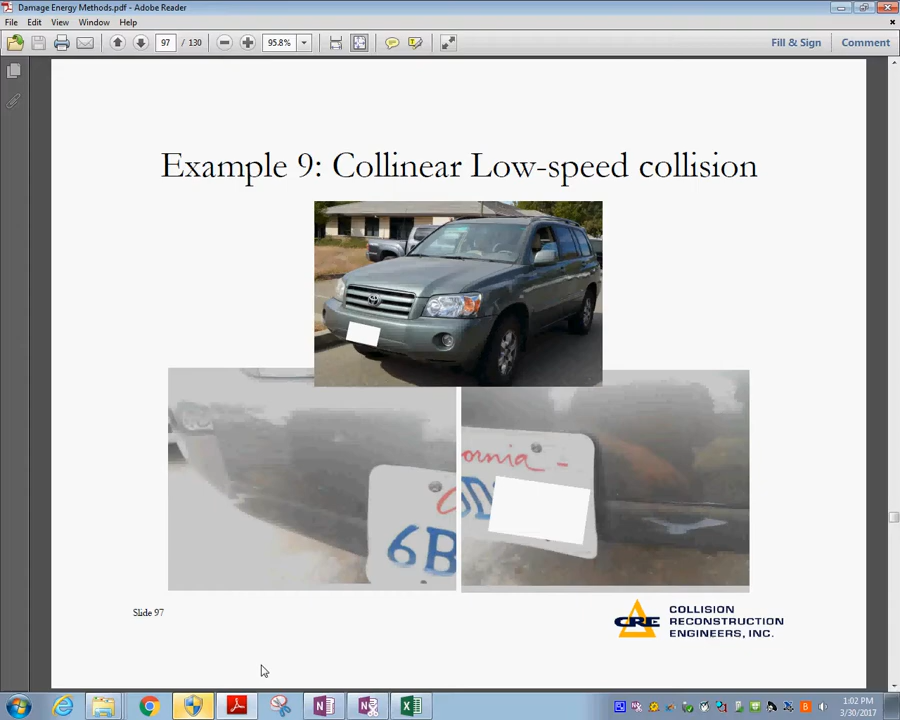 Damage Energy Methods.pdf - Adobe Reader
File Edit View Window Help
97 / 130 95.8% Fill & Sign Comment
Example 9: Collinear Low-speed collision
ornia
6B
Slide 97
CRE
COLLISION
RECONSTRUCTION
ENGINEERS, INC.
1:02 PM
3/30/2017